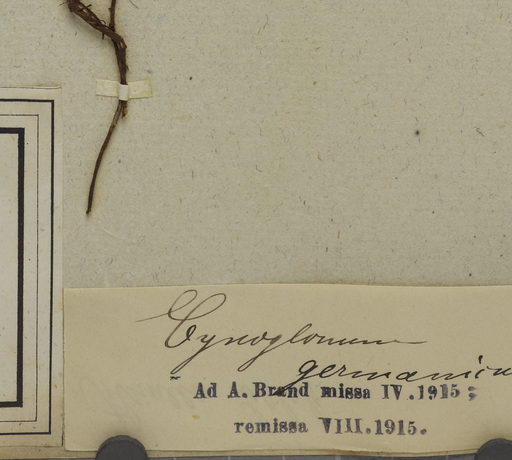 Cynoglossum
germanicum
Ad A. Brand missa IV. 1915 ;
remissa VIII. 1915.